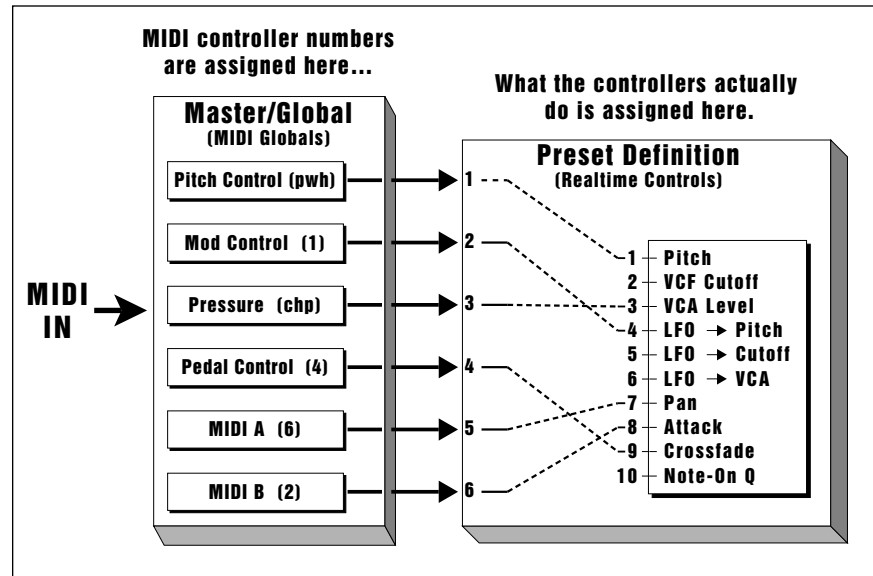 MIDI controller numbers
are assigned here...
What the controllers actually
do is assigned here.
MIDI
IN
Master/Global
(MIDI Globals)
Pitch Control (pwh)
Mod Control (1)
Pressure (chp)
Pedal Control (4)
MIDI A (6)
MIDI B (2)
Preset Definition
(Realtime Controls)
1
2
3
4
5
6
1 Pitch
2 VCF Cutoff
3 VCA Level
4 LFO → Pitch
5 LFO → Cutoff
6 LFO → VCA
7 Pan
8 Attack
9 Crossfade
10 Note-On Q